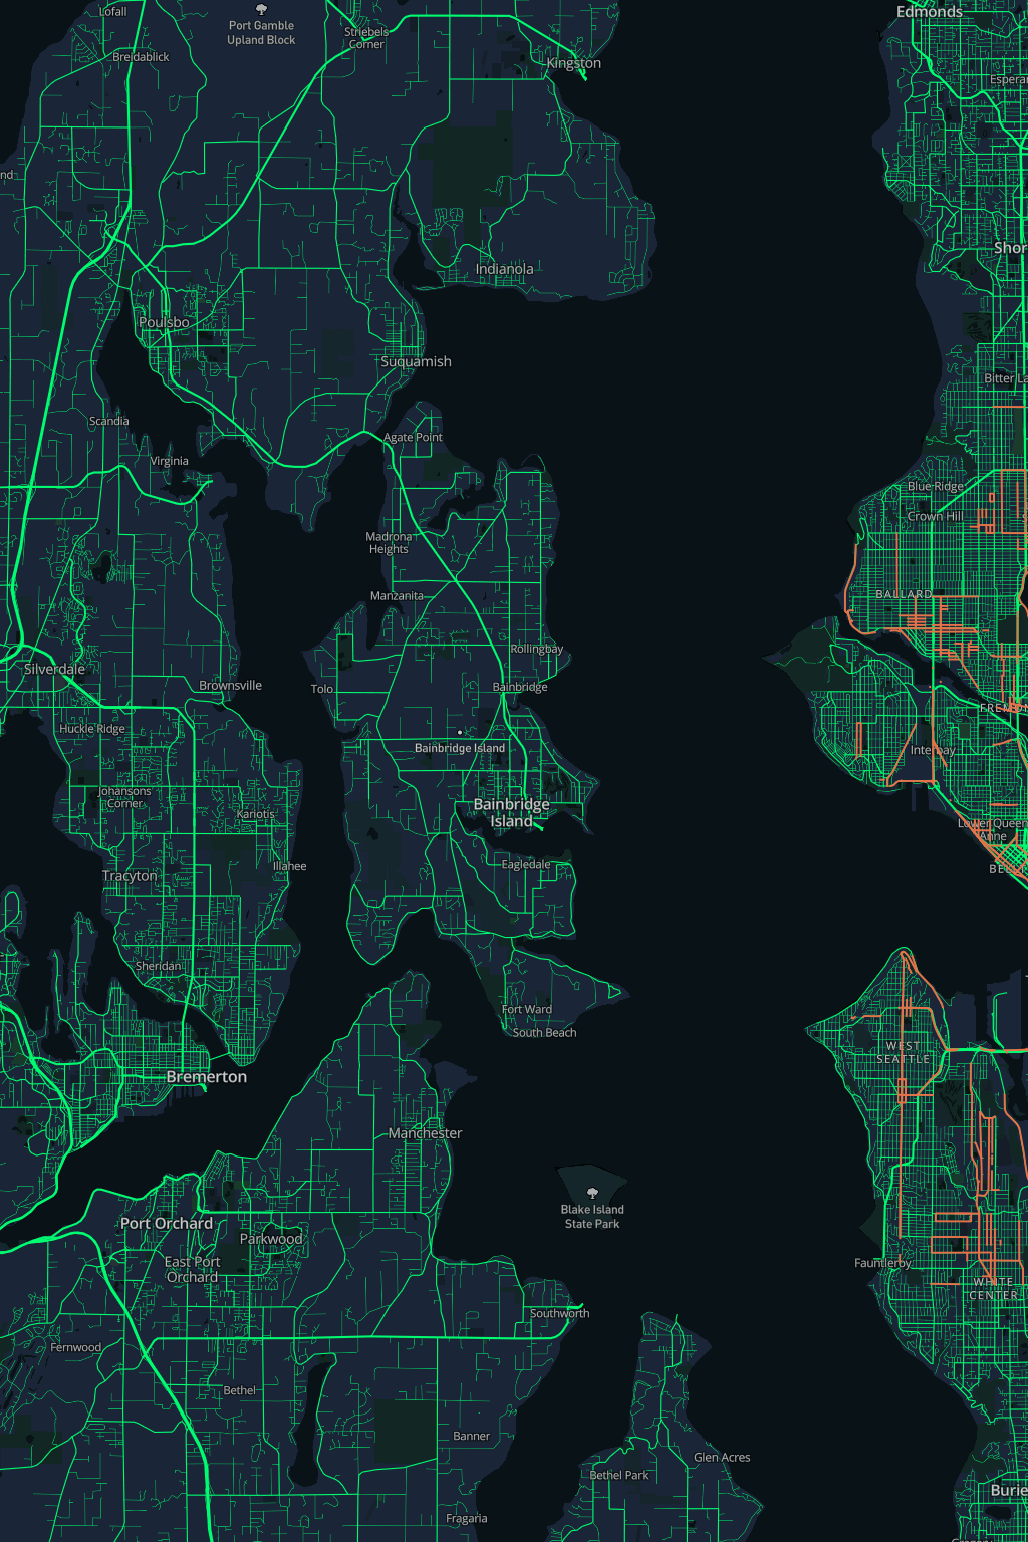 Lofall
Port Gamble
Upland Block
Striebels
Corner
Edmonds
Breidablick
Kingston
Espera
nd
Shor
Indianola
Poulsbo
Suquamish
Bitter La
Scandia
Agate Point
Virginia
Blue Ridge
Crown Hill
Madrona
Heights
Manzanita
BALLARD
Rollingbay
Silverdale
Brownsville
Tolo
Bainbridge
FREMON
Huckle Ridge
Bainbridge Island
Interbay
Johansons
Corner
Kariotis
Bainbridge
Island
Lower Queen
Anne
Illahee
Eagledale
Tracyton
Sheridan
Fort Ward
South Beach
WEST
SEATTLE
Bremerton
Manchester
Blake Island
State Park
Port Orchard
Parkwood
East Port
Orchard
Fauntleroy
WHITE
CENTER
Southworth
Fernwood
Bethel
Banner
Glen Acres
Bethel Park
Burie
Fragaria